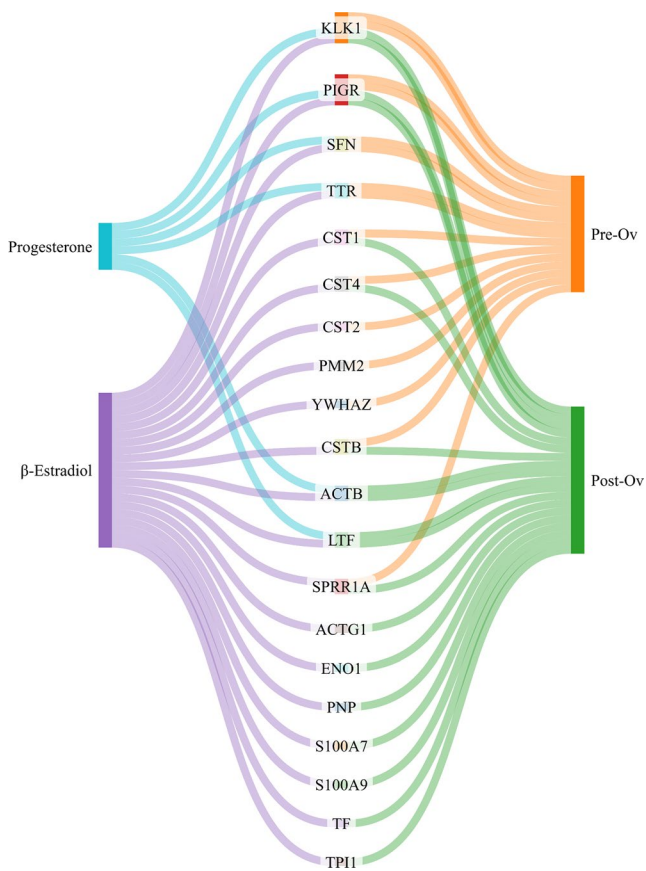 KLK1
PIGR
SFN
TTR
CST1
Progesterone
Pre-Ov
CST4
CST2
PMM2
YWHAZ
CSTB
β-Estradiol
Post-Ov
ACTB
LTF
SPRR1A
ACTG1
ENO1
PNP
S100A7
S100A9
TF
TPI1